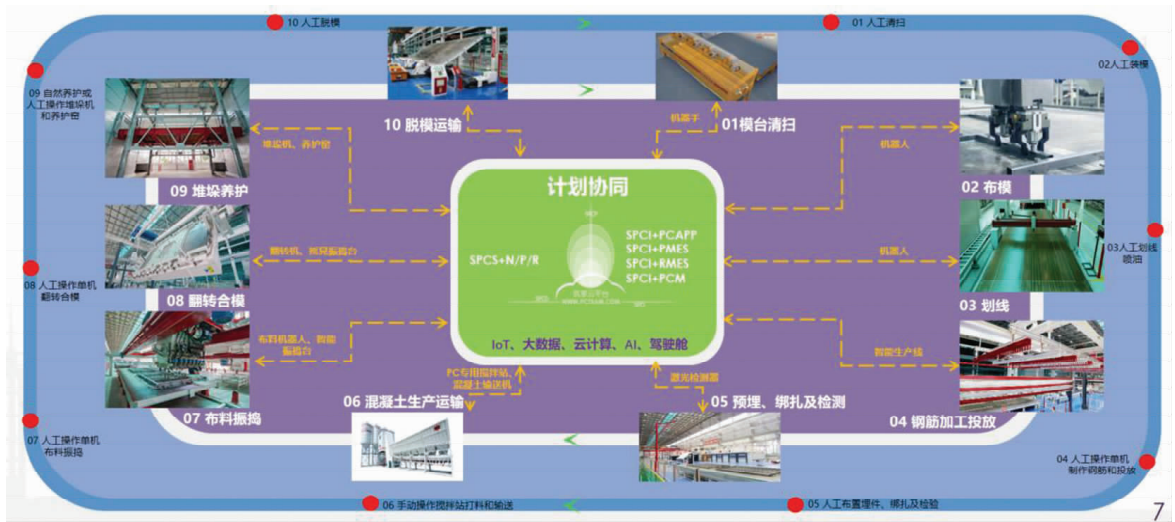 10 人工脱模
01 人工清扫
02人工装模
09 自然养护或
人工操作堆垛机
和养护窑
10 脱模运输
机器手
01模台清扫
堆垛机、养护窑
机器人
09 堆垛养护
02 布模
计划协同
SPCS+N/P/R
SPCI+PCAPP
SPCI+PMES
SPCI+RMES
SPCI+PCM
03人工划线
喷油
机器人
08 人工操作单机
翻转合模
08 翻转合模
03 划线
布料机器人、智能
振捣台
IoT、大数据、云计算、AI、驾驶舱
智能生产线
PC专用搅拌站、
混凝土输送机
激光检测器
06 混凝土生产运输
05 预埋、绑扎及检测
07 布料振捣
04 钢筋加工投放
07 人工操作单机
布料振捣
04 人工操作单机
制作钢筋和投放
06 手动操作搅拌站打料和输送
05 人工布置埋件、绑扎及检验
7